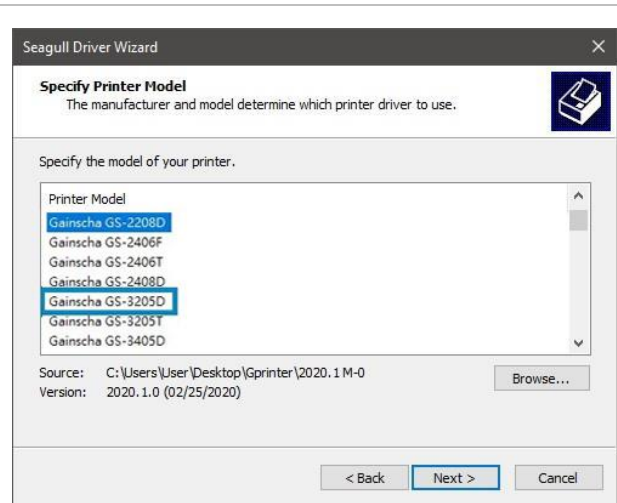 Seagull Driver Wizard
Specify Printer Model
The manufacturer and model determine which printer driver to use.
Specify the model of your printer.
Printer Model
Gainscha GS-2208D
Gainscha GS-2406F
Gainscha GS-2406T
Gainscha GS-2408D
Gainscha GS-3205D
Gainscha GS-3205T
Gainscha GS-3405D
Source: C:\Users\User\Desktop\Gprinter\2020.1 M-0
Browse...
Version: 2020.1.0 (02/25/2020)
< Back Next > Cancel